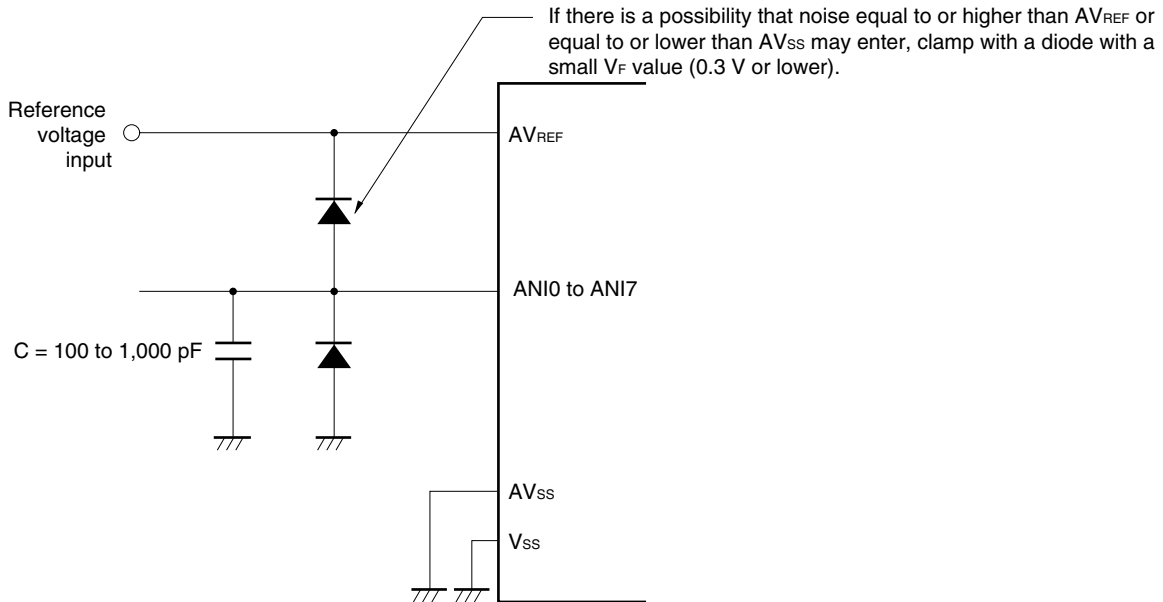 If there is a possibility that noise equal to or higher than AVREF or
equal to or lower than AVSS may enter, clamp with a diode with a
small VF value (0.3 V or lower).
Reference
voltage
input
AVREF
ANI0 to ANI7
C = 100 to 1,000 pF
AVSS
VSS